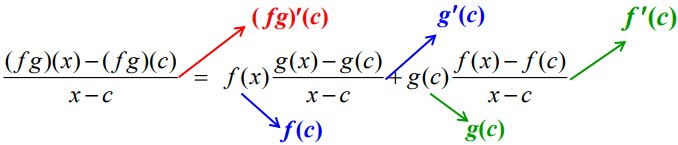 (fg)'(c) g'(c) f'(c)
(fg)(x)−(fg)(c) / x−c = f(x) g(x)−g(c) / x−c + g(c) f(x)−f(c) / x−c
f(c) g(c)